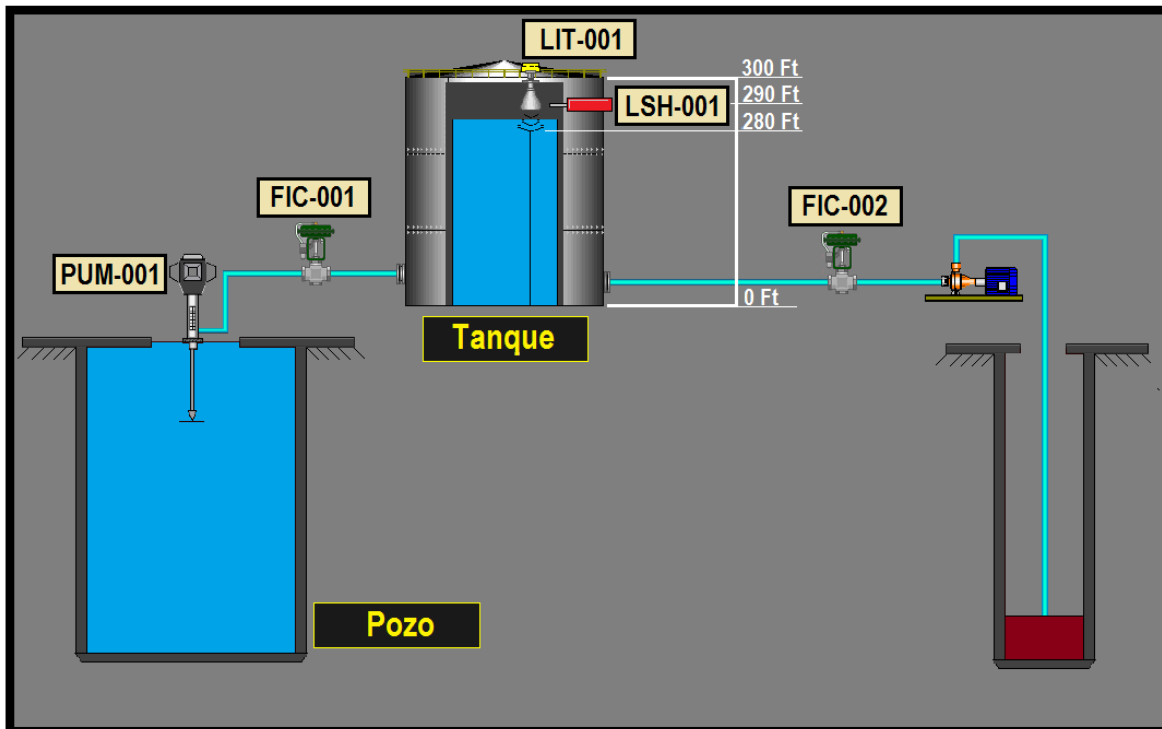 LIT-001
300 Ft
290 Ft
LSH-001
280 Ft
FIC-001
FIC-002
PUM-001
0 Ft
Tanque
Pozo